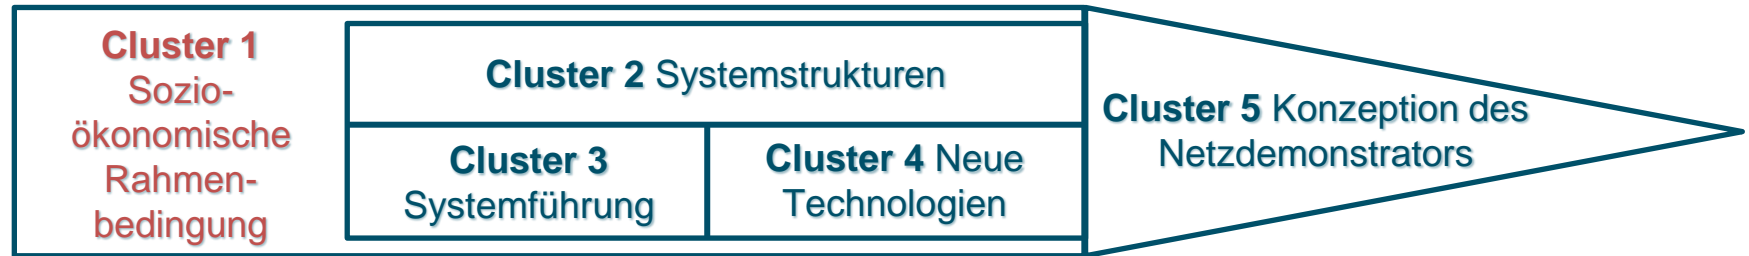 Cluster 1
Sozio-
ökonomische
Rahmen-
bedingung
Cluster 2 Systemstrukturen
Cluster 3
Systemführung
Cluster 4 Neue
Technologien
Cluster 5 Konzeption des
Netzdemonstrators